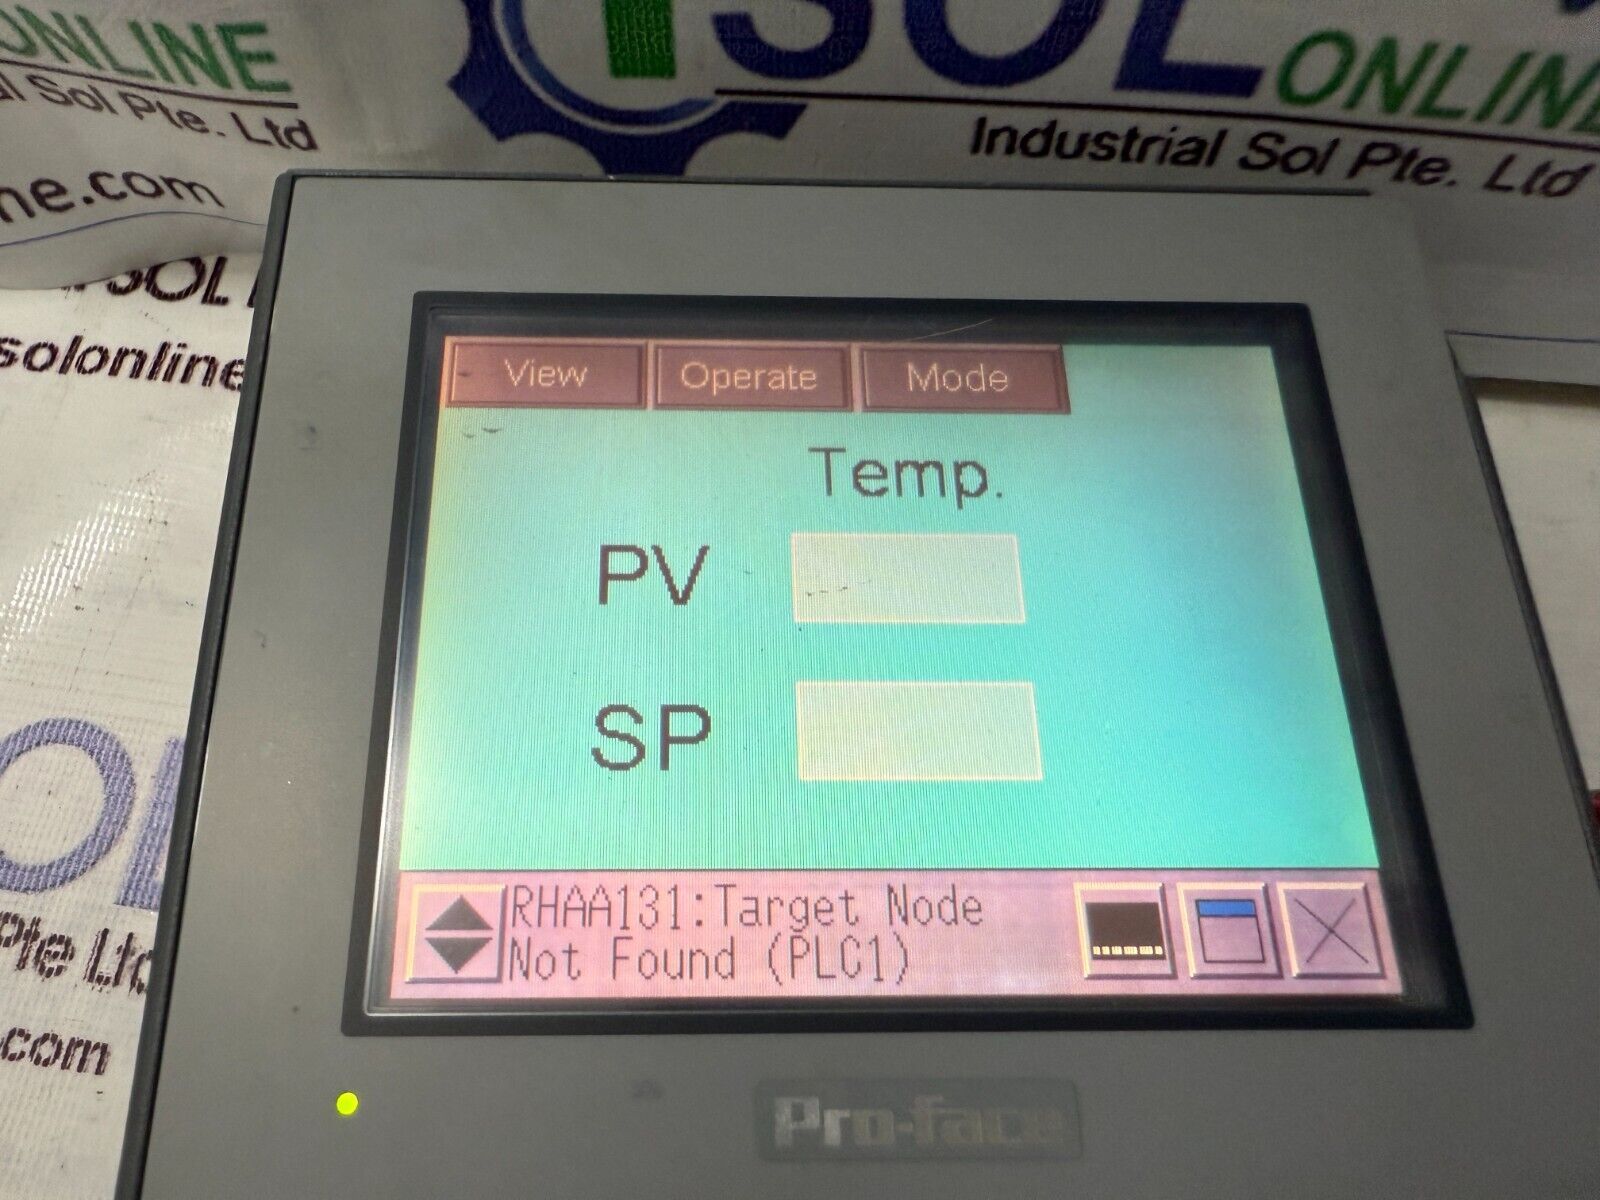 ONLINE
al Sol Pte. Ltd
ne.com
SOL
ONLINE
Industrial Sol Pte. Ltd
SOL
solonline
Pte Ltd
.com
View Operate Mode
Temp.
PV
SP
RHAA131:Target Node
Not Found (PLC1)
Pro-face